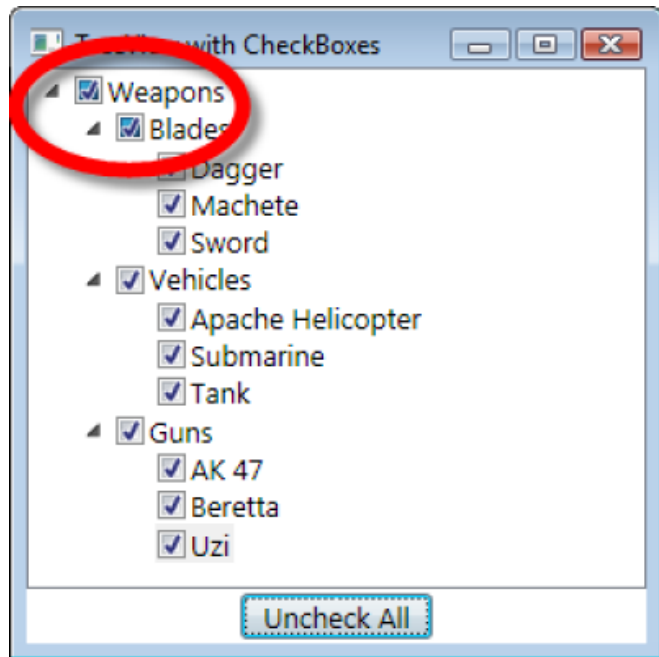 TreeView with CheckBoxes
Weapons
Blades
Dagger
Machete
Sword
Vehicles
Apache Helicopter
Submarine
Tank
Guns
AK 47
Beretta
Uzi
Uncheck All